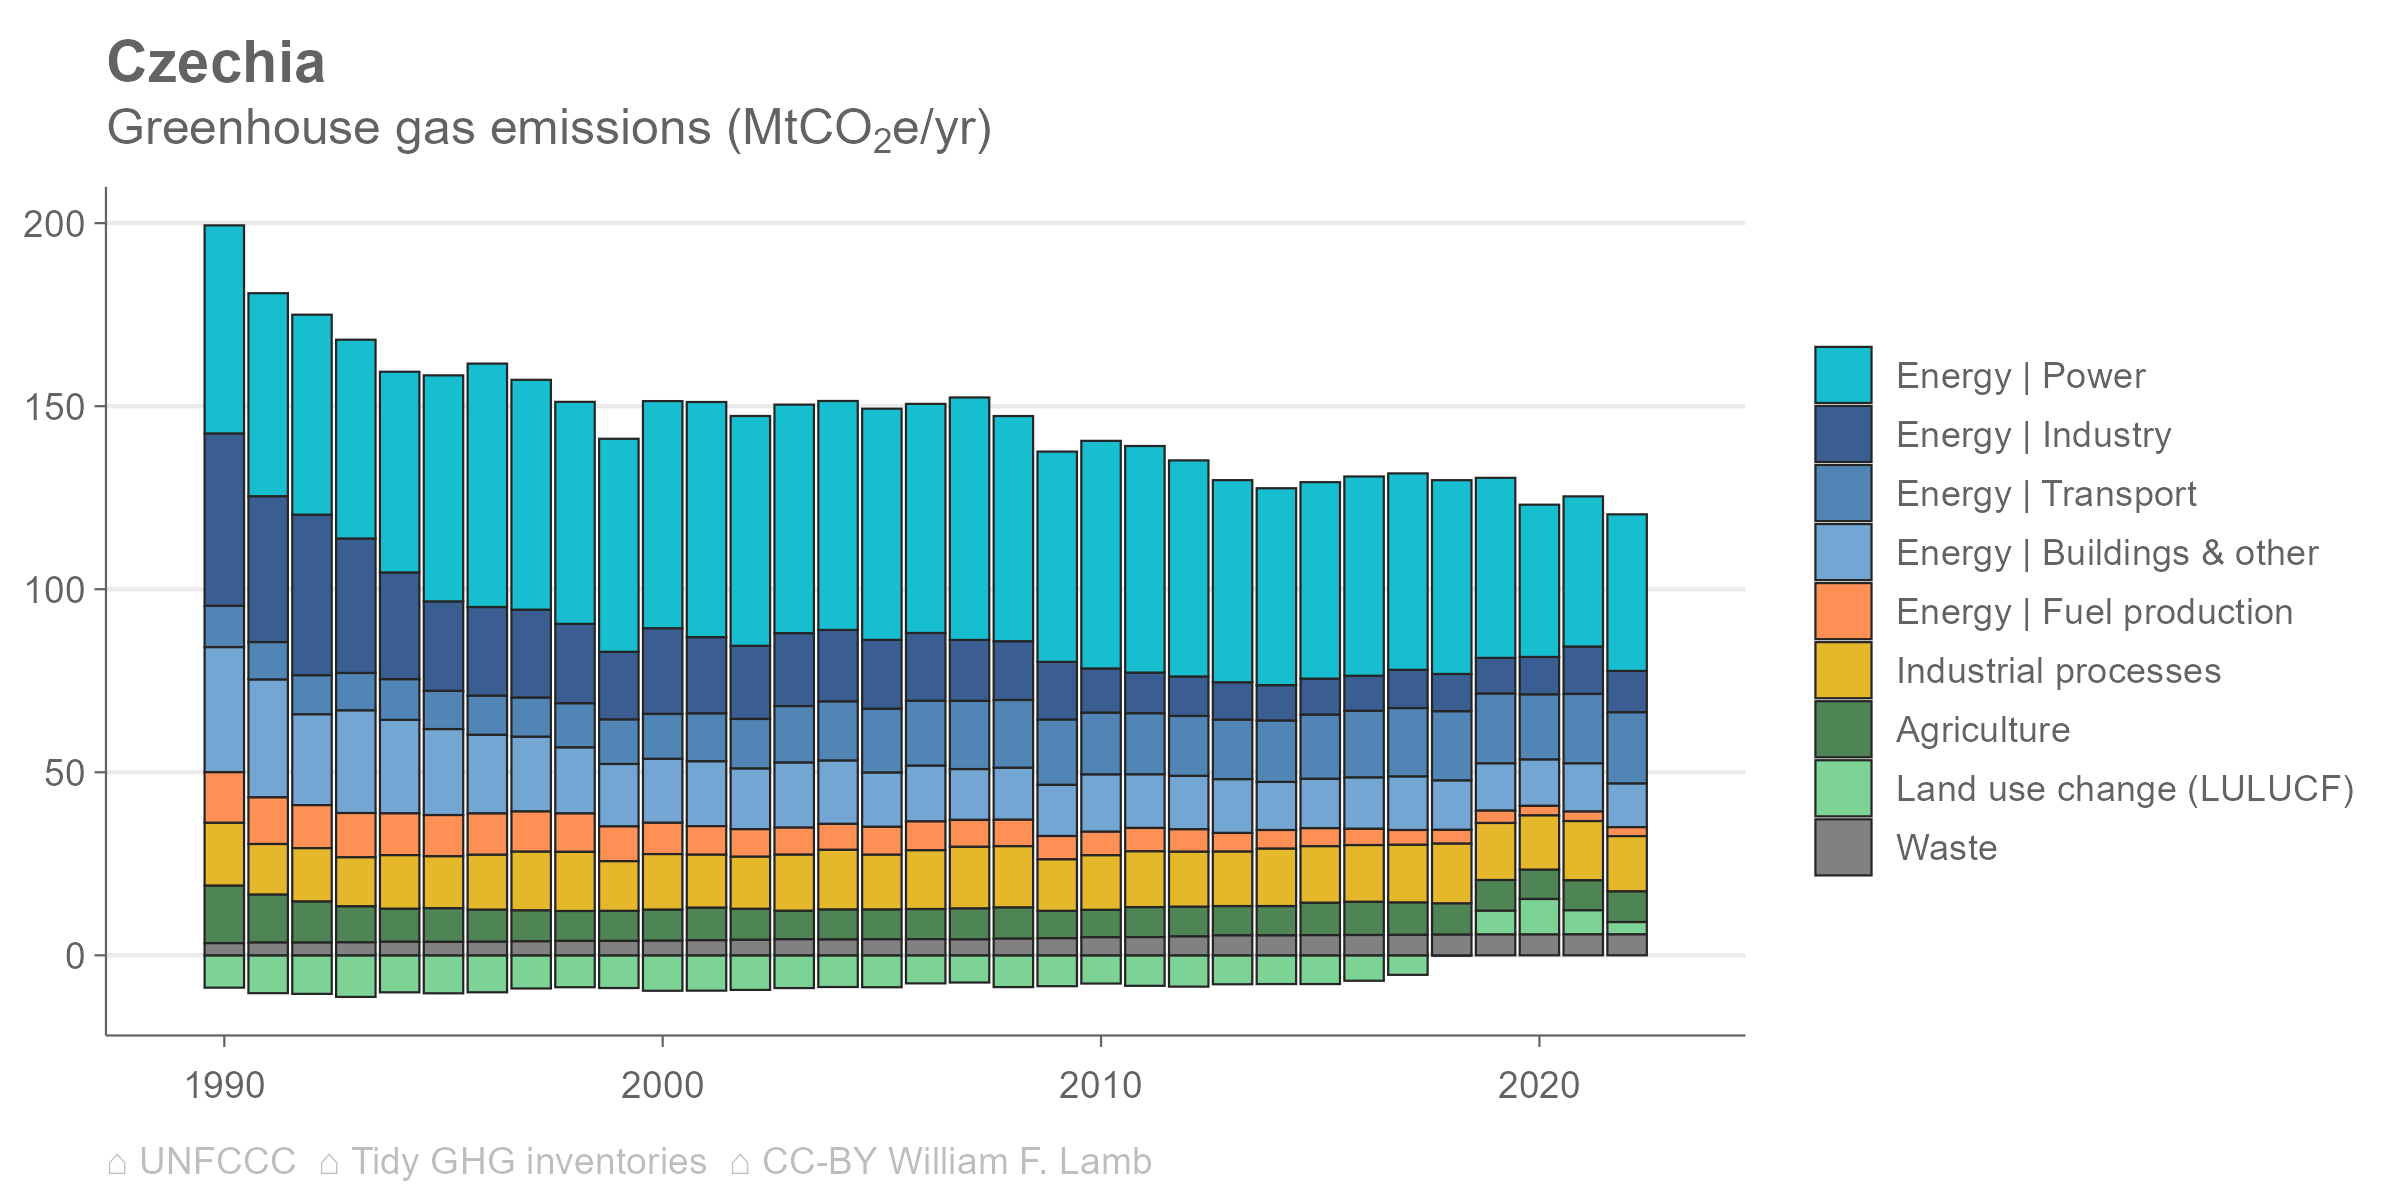 Czechia
Greenhouse gas emissions (MtCO₂e/yr)
200
150
100
50
0
1990 2000 2010 2020
Energy | Power
Energy | Industry
Energy | Transport
Energy | Buildings & other
Energy | Fuel production
Industrial processes
Agriculture
Land use change (LULUCF)
Waste
⌂ UNFCCC ⌂ Tidy GHG inventories ⌂ CC-BY William F. Lamb